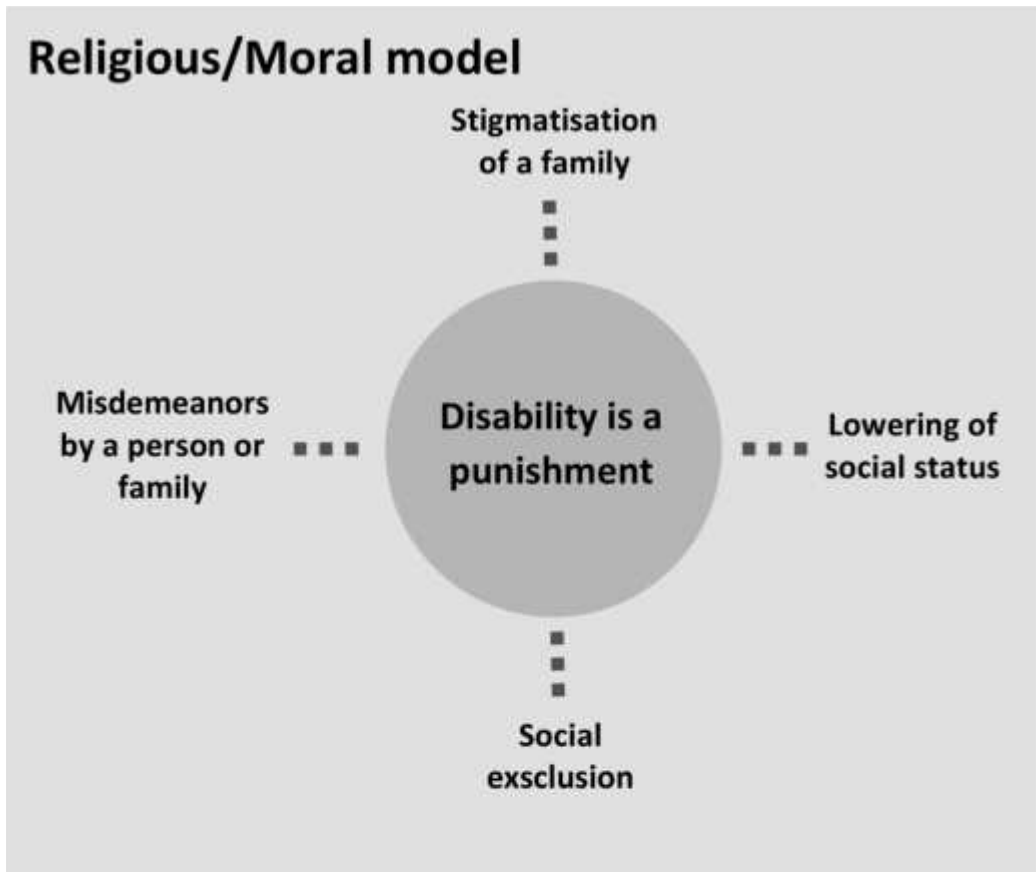 Religious/Moral model
Stigmatisation
of a family
Misdemeanors
by a person or
family
Disability is a
punishment
Lowering of
social status
Social
exsclusion